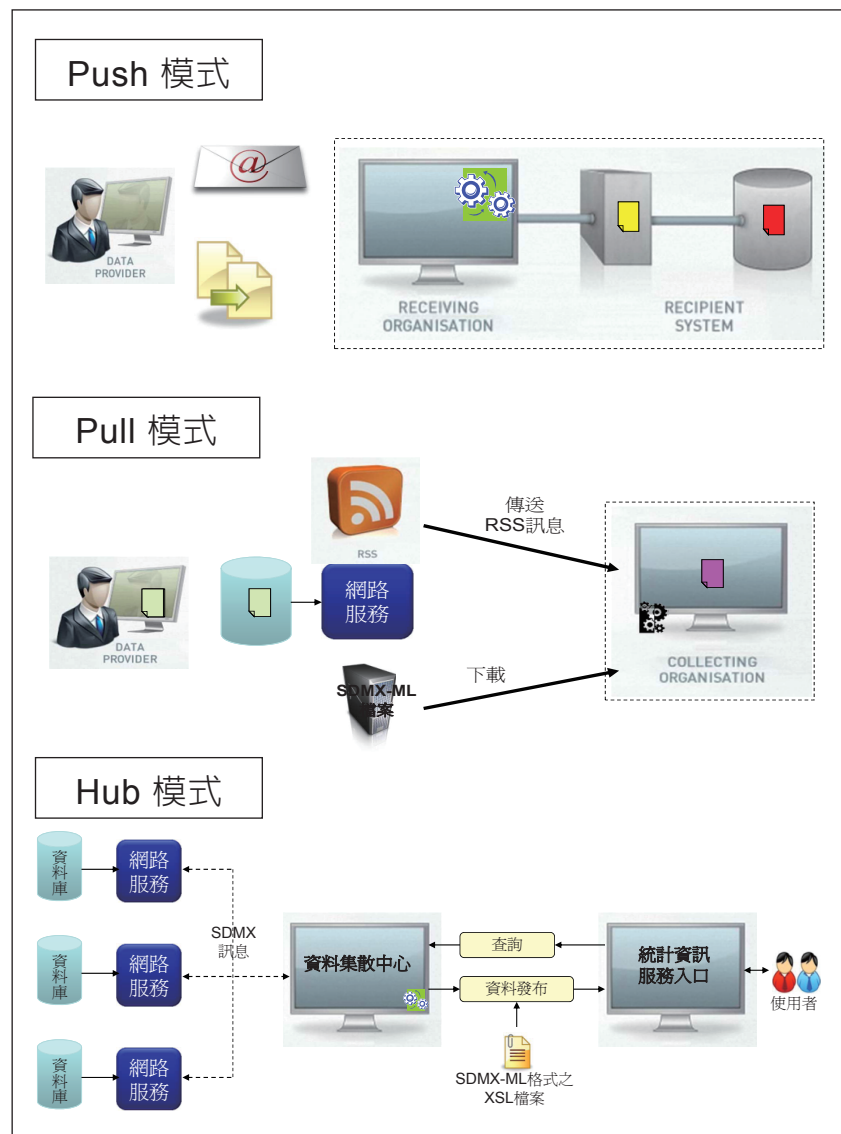 Push 模式
@
DATA
PROVIDER
RECEIVING
ORGANISATION
RECIPIENT
SYSTEM
Pull 模式
RSS
傳送
RSS訊息
DATA
PROVIDER
網路
服務
SDMX-ML
檔案
下載
COLLECTING
ORGANISATION
Hub 模式
資料庫
網路
服務
資料庫
網路
服務
資料庫
網路
服務
SDMX
訊息
資料集散中心
查詢
資料發布
SDMX-ML格式之
XSL檔案
統計資訊
服務入口
使用者